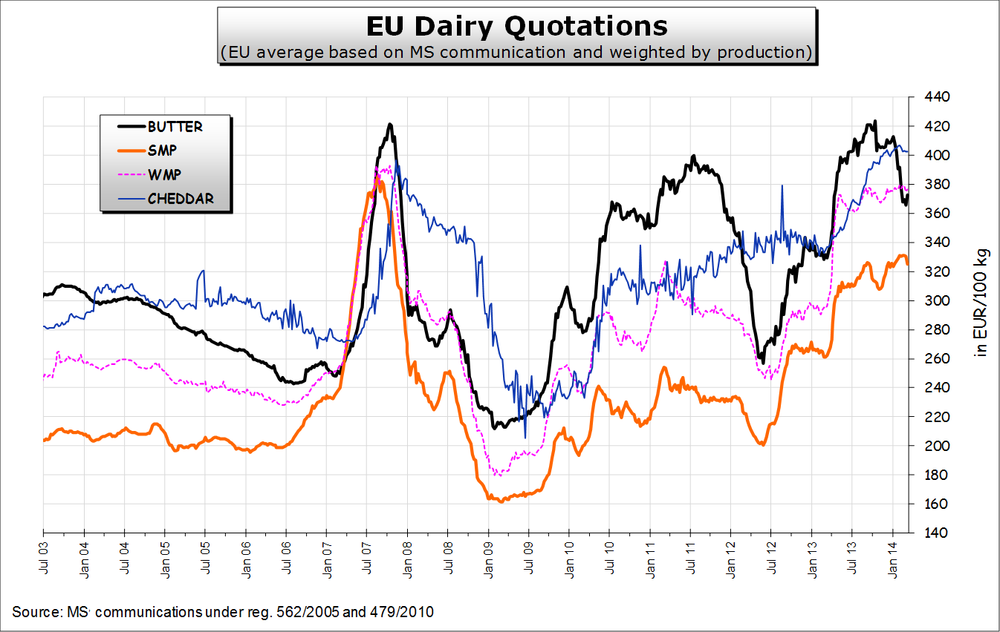 EU Dairy Quotations
(EU average based on MS communication and weighted by production)
BUTTER
SMP
WMP
CHEDDAR
440
420
400
380
360
340
320
300
280
260
240
220
200
180
160
140
in EUR/100 kg
Jul 03
Jan 04
Jul 04
Jan 05
Jul 05
Jan 06
Jul 06
Jan 07
Jul 07
Jan 08
Jul 08
Jan 09
Jul 09
Jan 10
Jul 10
Jan 11
Jul 11
Jan 12
Jul 12
Jan 13
Jul 13
Jan 14
Source: MS' communications under reg. 562/2005 and 479/2010